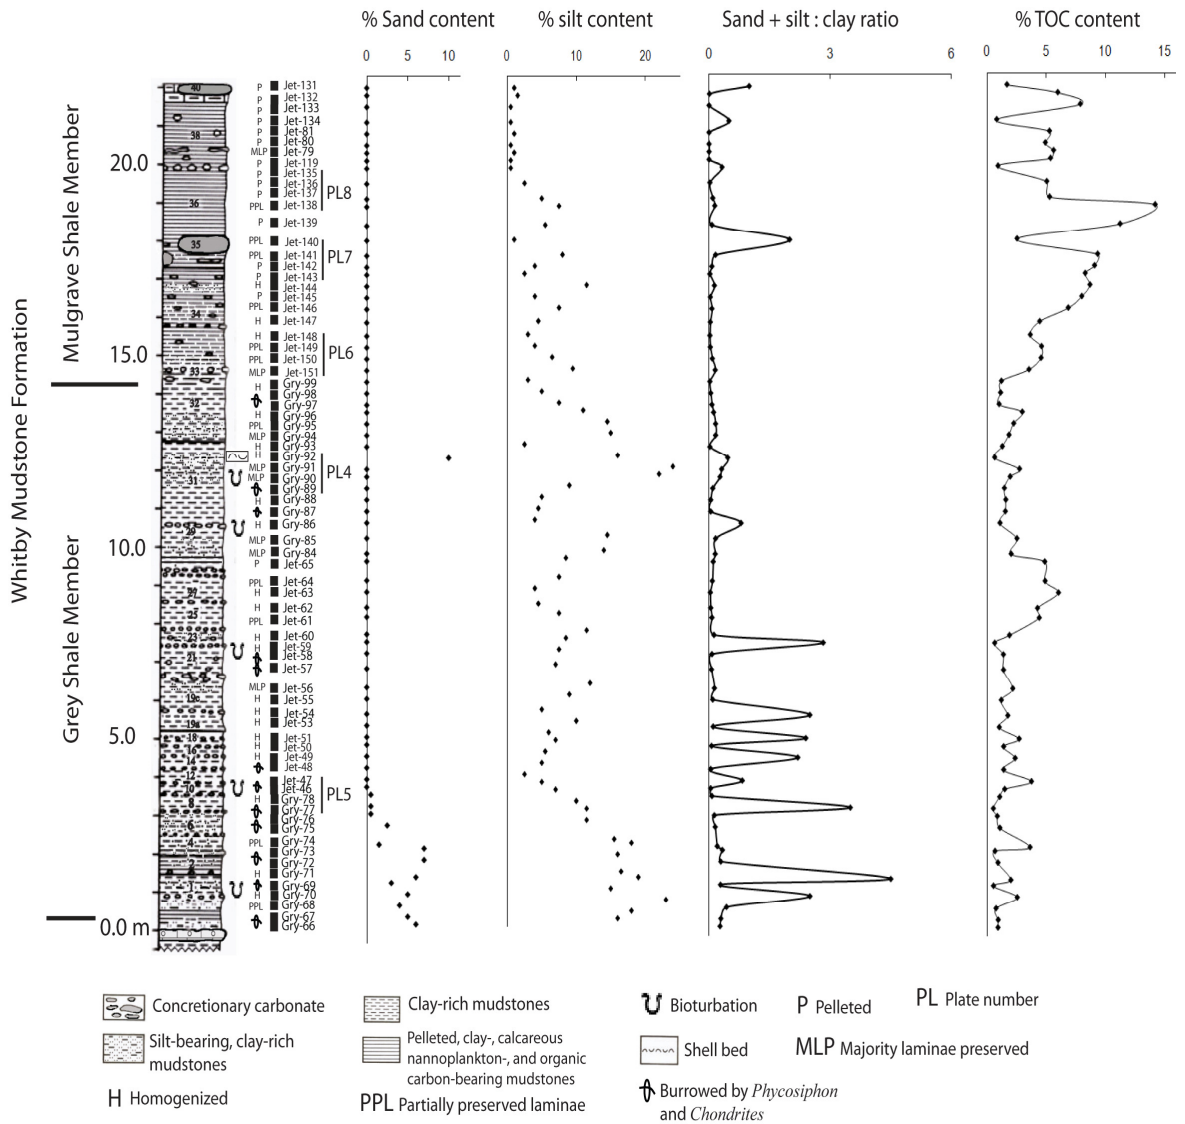 % Sand content
% silt content
Sand + silt : clay ratio
% TOC content
0 5 10
0 10 20
0 3 6
0 5 10 15
Whitby Mudstone Formation
Mulgrave Shale Member
Grey Shale Member
20.0
15.0
10.0
5.0
0.0 m
40
38
36
35
34
33
32
31
29
27
25
23
21
19c
19a
18
16
14
12
10
8
6
4
2
1
P Jet-131
P Jet-132
P Jet-133
P Jet-134
P Jet-81
P Jet-80
MLP Jet-79
P Jet-119
P Jet-135
P Jet-136
P Jet-137
PPL Jet-138
P Jet-139
PPL Jet-140
PPL Jet-141
P Jet-142
P Jet-143
H Jet-144
P Jet-145
PPL Jet-146
H Jet-147
H Jet-148
PPL Jet-149
PPL Jet-150
MLP Jet-151
H Gry-99
Gry-98
Gry-97
H Gry-96
PPL Gry-95
MLP Gry-94
H Gry-93
H Gry-92
MLP Gry-91
MLP Gry-90
Gry-89
H Gry-88
Gry-87
H Gry-86
MLP Gry-85
MLP Gry-84
P Jet-65
PPL Jet-64
H Jet-63
H Jet-62
PPL Jet-61
H Jet-60
H Jet-59
Jet-58
Jet-57
MLP Jet-56
H Jet-55
H Jet-54
H Jet-53
H Jet-51
H Jet-50
H Jet-49
Jet-48
Jet-47
Jet-46
H Gry-78
Gry-77
H Gry-76
Gry-75
PPL Gry-74
Gry-73
Gry-72
H Gry-71
Gry-69
H Gry-70
PPL Gry-68
Gry-67
Gry-66
PL8
PL7
PL6
PL4
PL5
Concretionary carbonate
Silt-bearing, clay-rich
mudstones
H Homogenized
Clay-rich mudstones
Pelleted, clay-, calcareous
nannoplankton-, and organic
carbon-bearing mudstones
PPL Partially preserved laminae
Bioturbation
Shell bed
Burrowed by Phycosiphon
and Chondrites
P Pelleted
MLP Majority laminae preserved
PL Plate number